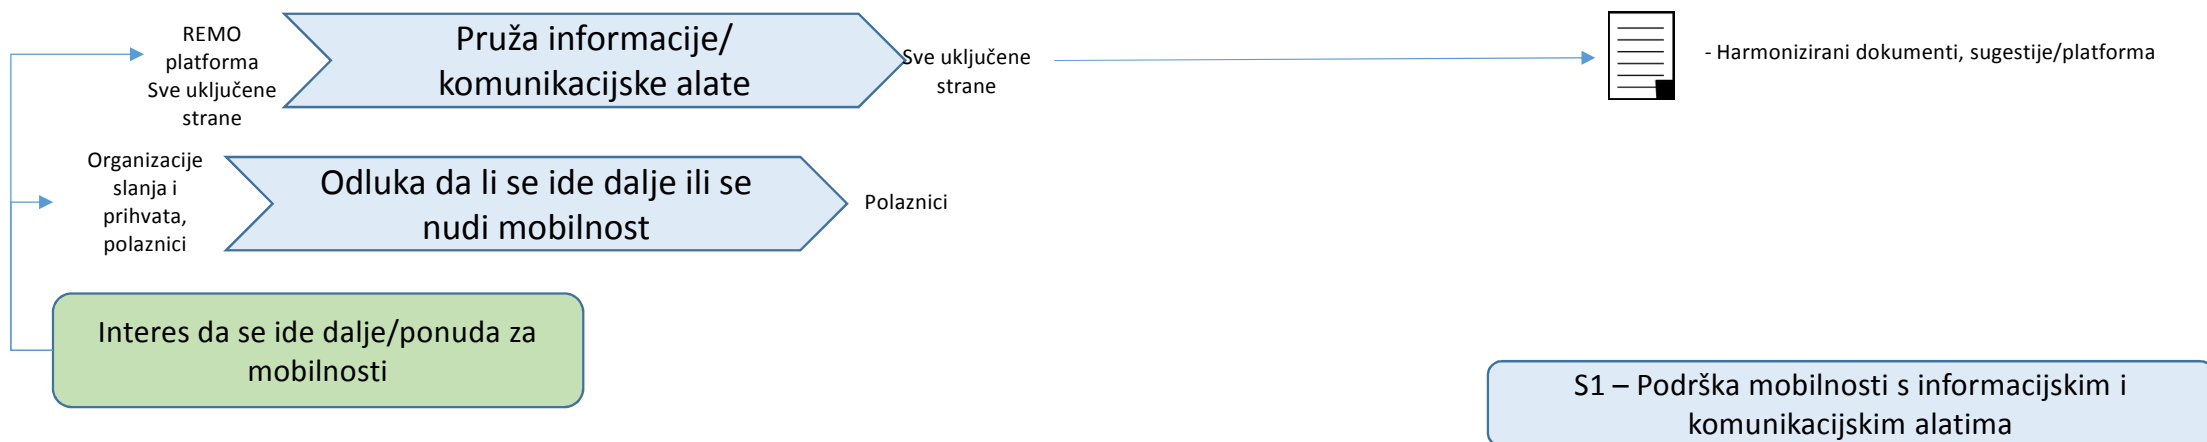 REMO
platforma
Sve uključene
strane
Pruža informacije/
komunikacijske alate
Sve uključene
strane
- Harmonizirani dokumenti, sugestije/platforma
Organizacije
slanja i
prihvata,
polaznici
Odluka da li se ide dalje ili se
nudi mobilnost
Polaznici
Interes da se ide dalje/ponuda za
mobilnosti
S1 – Podrška mobilnosti s informacijskim i
komunikacijskim alatima